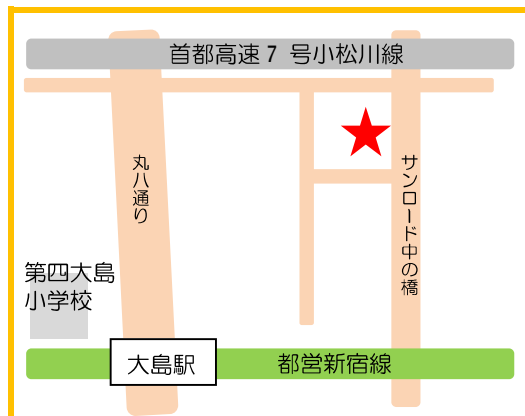 首都高速7 号小松川線
丸八通り
サンロード中の橋
第四大島
小学校
大島駅
都営新宿線